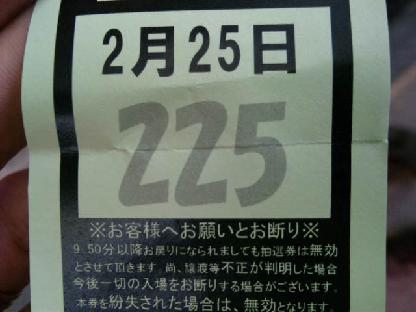 2月25日
225
※お客様へお願いとお断り※
9.50分以降お戻りになられましても抽選券は無効
とさせて頂きます。尚、譲渡等不正が判明した場合
今後一切の入場をお断りする場合がございます。
本券を紛失された場合は、無効となります。